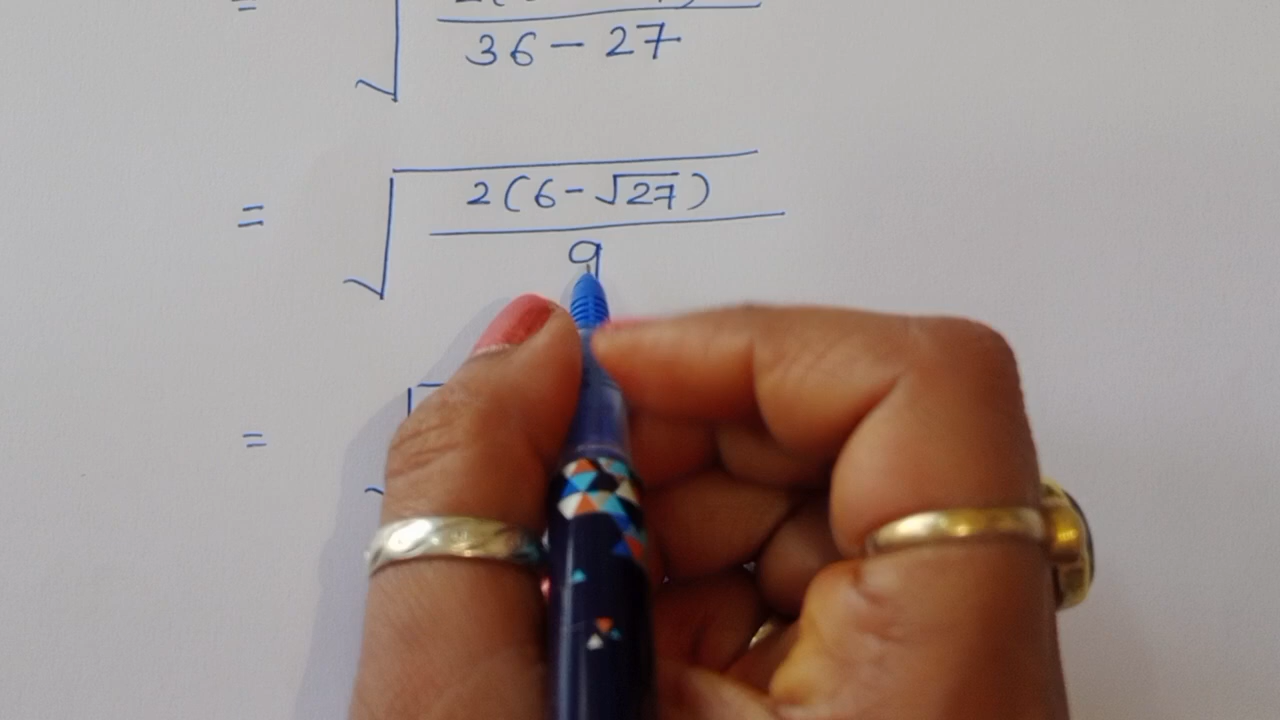 =
36 - 27
= √ 2(6-√27)
9
= √